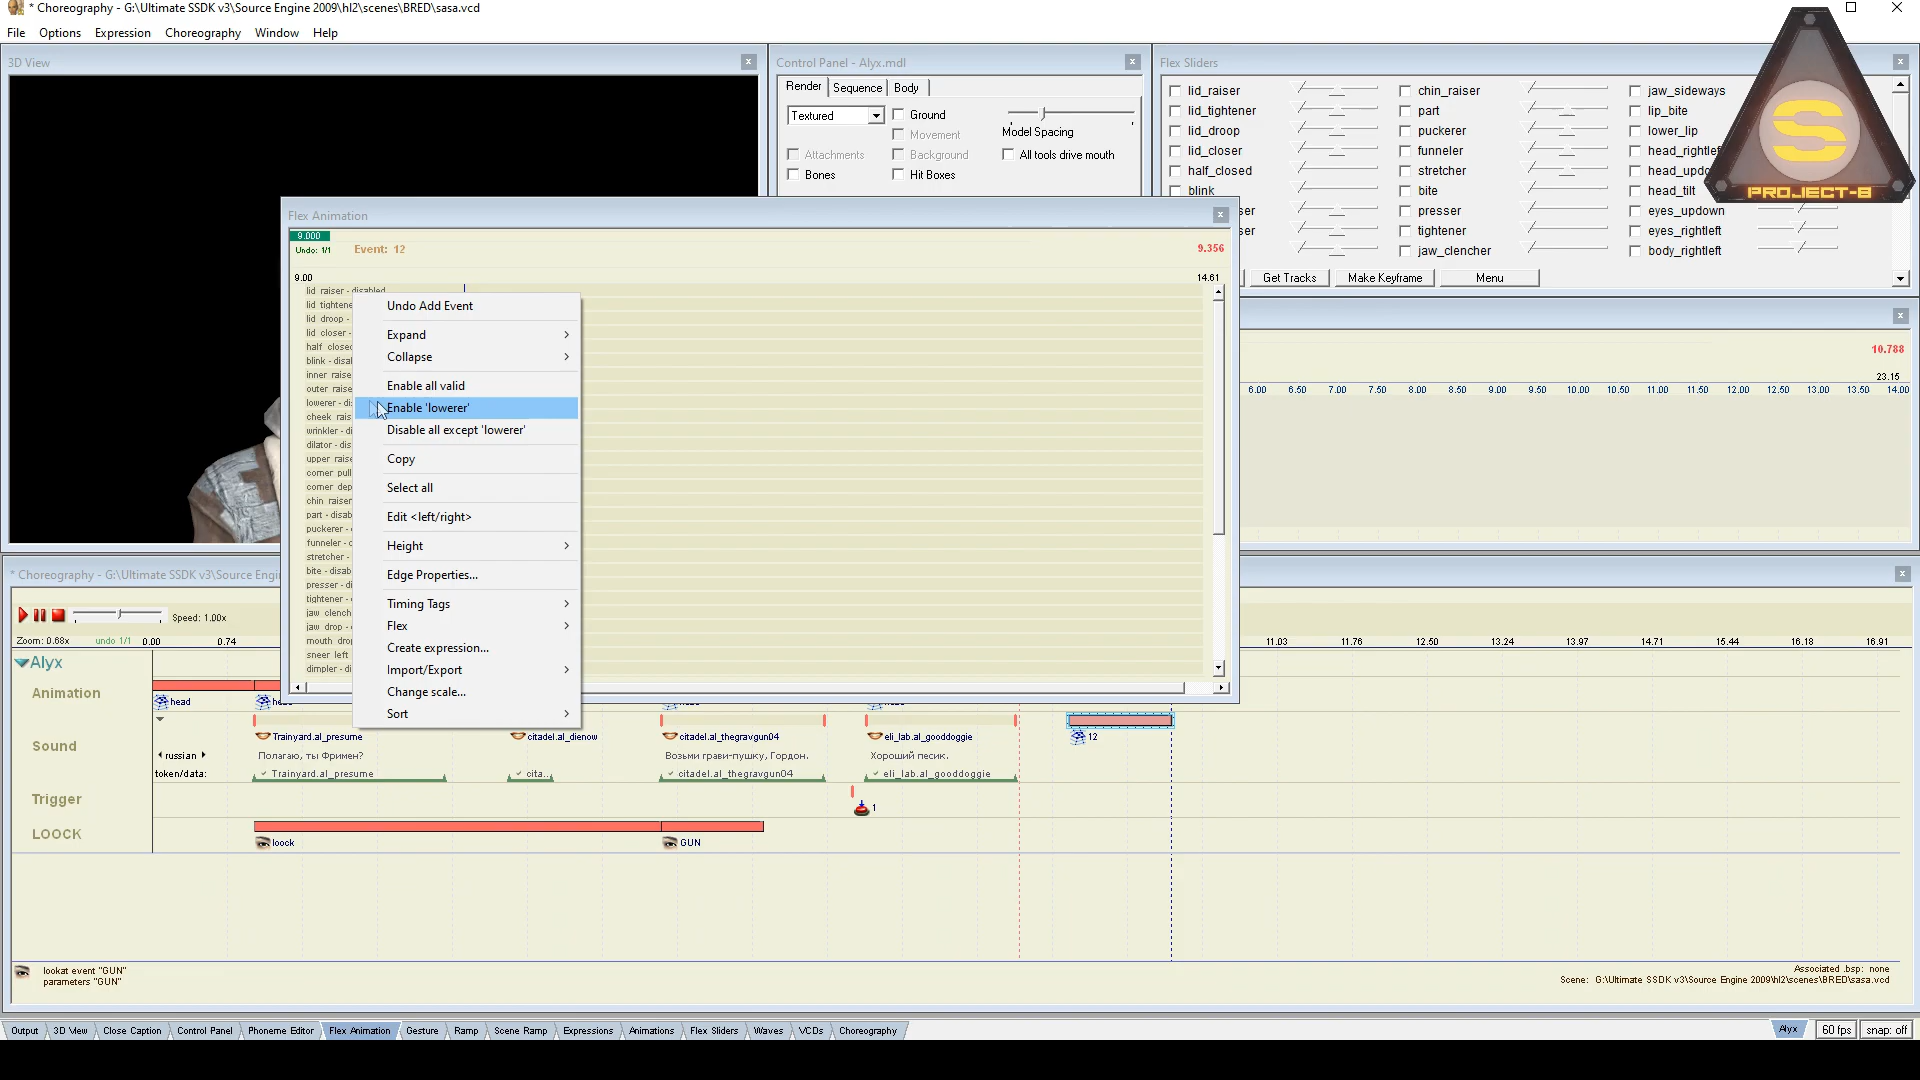 * Choreography - G:\Ultimate SSDK v3\Source Engine 2009\hl2\scenes\BRED\sasa.vcd
File Options Expression Choreography Window Help
3D View
Control Panel - Alyx.mdl
Render Sequence Body
Textured
Ground
Movement
Model Spacing
Attachments
Background
All tools drive mouth
Bones
Hit Boxes
Flex Sliders
lid_raiser chin_raiser jaw_sideways
lid_tightener part lip_bite
lid_droop puckerer lower_lip
lid_closer funneler
half_closed stretcher
blink bite head_tilt
presser eyes_updown
tightener eyes_rightleft
jaw_clencher body_rightleft
Get Tracks Make Keyframe Menu
S
PROJECT-8
Flex Animation
9.000
Undo: 1/1 Event: 12 9.356
9.00 14.61
lid raiser - disabled
Undo Add Event
Expand
Collapse
Enable all valid
Enable 'lowerer'
Disable all except 'lowerer'
Copy
Select all
Edit <left/right>
Height
Edge Properties...
Timing Tags
Flex
Create expression...
Import/Export
Change scale...
Sort
10.788
23.15
6.00 6.50 7.00 7.50 8.00 8.50 9.00 9.50 10.00 10.50 11.00 11.50 12.00 12.50 13.00 13.50 14.00
* Choreography - G:\Ultimate SSDK v3\Source Engi
Speed: 1.00x
Zoom: 0.68x undo 1/1 0.00 0.74 11.03 11.76 12.50 13.24 13.97 14.71 15.44 16.18 16.91
Alyx
Animation
head
Sound
Trainyard.al_presume citadel.al_dienow citadel.al_thegravgun04 eli_lab.al_gooddoggie 12
russian Полагаю, ты Фримен? Возьми грави-пушку, Гордон. Хороший песик.
token/data: Trainyard.al_presume cita.. citadel.al_thegravgun04 eli_lab.al_gooddoggie
Trigger
1
LOOCK
loock GUN
lookat event "GUN"
parameters "GUN"
Associated .bsp: none
Scene: G:\Ultimate SSDK v3\Source Engine 2009\hl2\scenes\BRED\sasa.vcd
Output 3D View Close Caption Control Panel Phoneme Editor Flex Animation Gesture Ramp Scene Ramp Expressions Animations Flex Sliders Waves VCDs Choreography
Alyx 60 fps snap: off